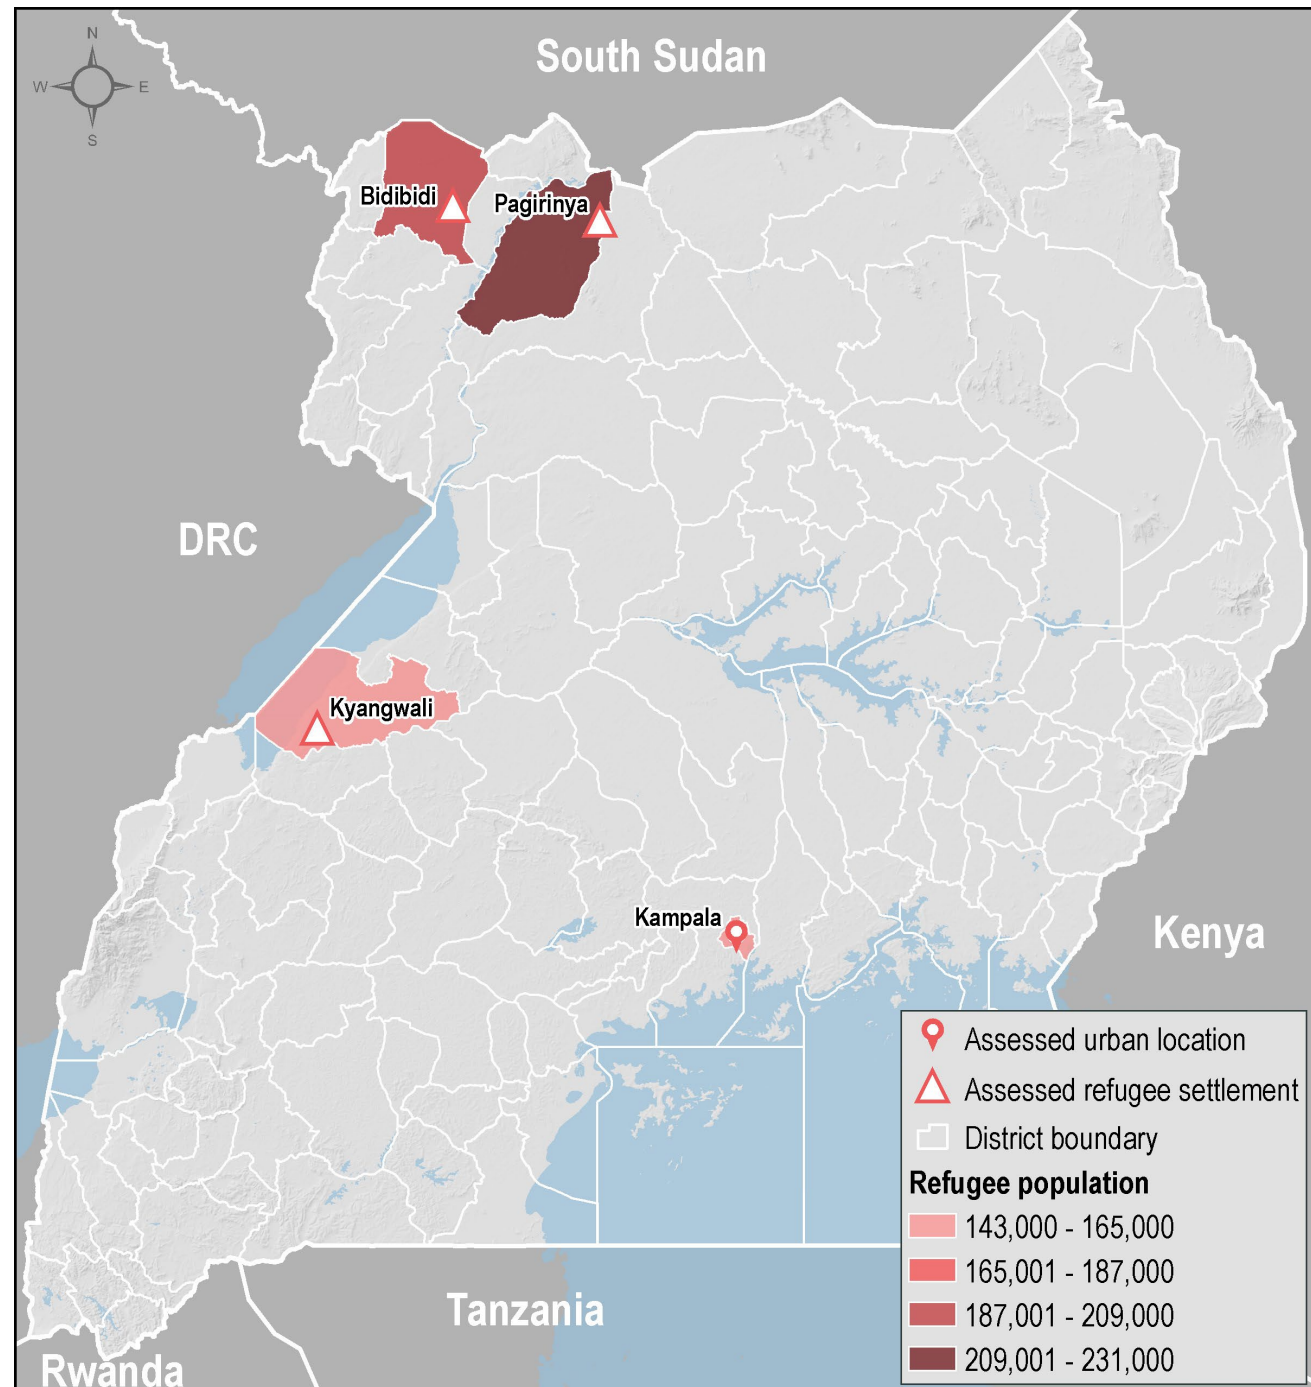 N
W
E
S
South Sudan
Bidibidi
Pagirinya
DRC
Kyangwali
Kampala
Kenya
Tanzania
Rwanda
Assessed urban location
Assessed refugee settlement
District boundary
Refugee population
143,000 - 165,000
165,001 - 187,000
187,001 - 209,000
209,001 - 231,000